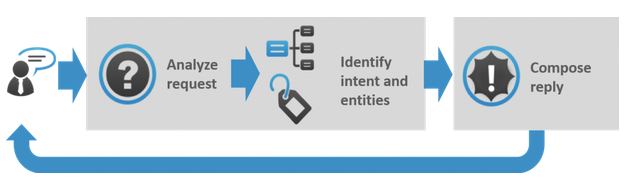 Analyze
request
Identify
intent and
entities
Compose
reply